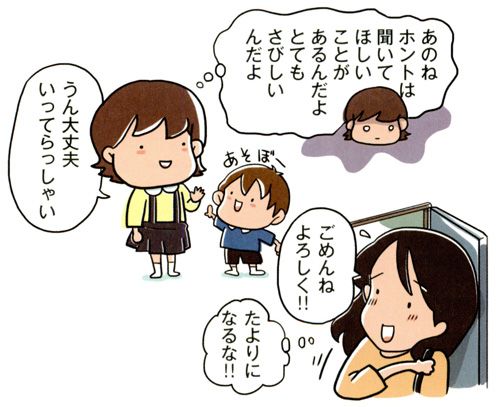 あのね
ホントは
聞いて
ほしい
ことが
あるんだよ
とても
さびしい
んだよ
うん大丈夫
いってらっしゃい
あそぼー
ごめんね
よろしく!!
たよりに
なるな!!